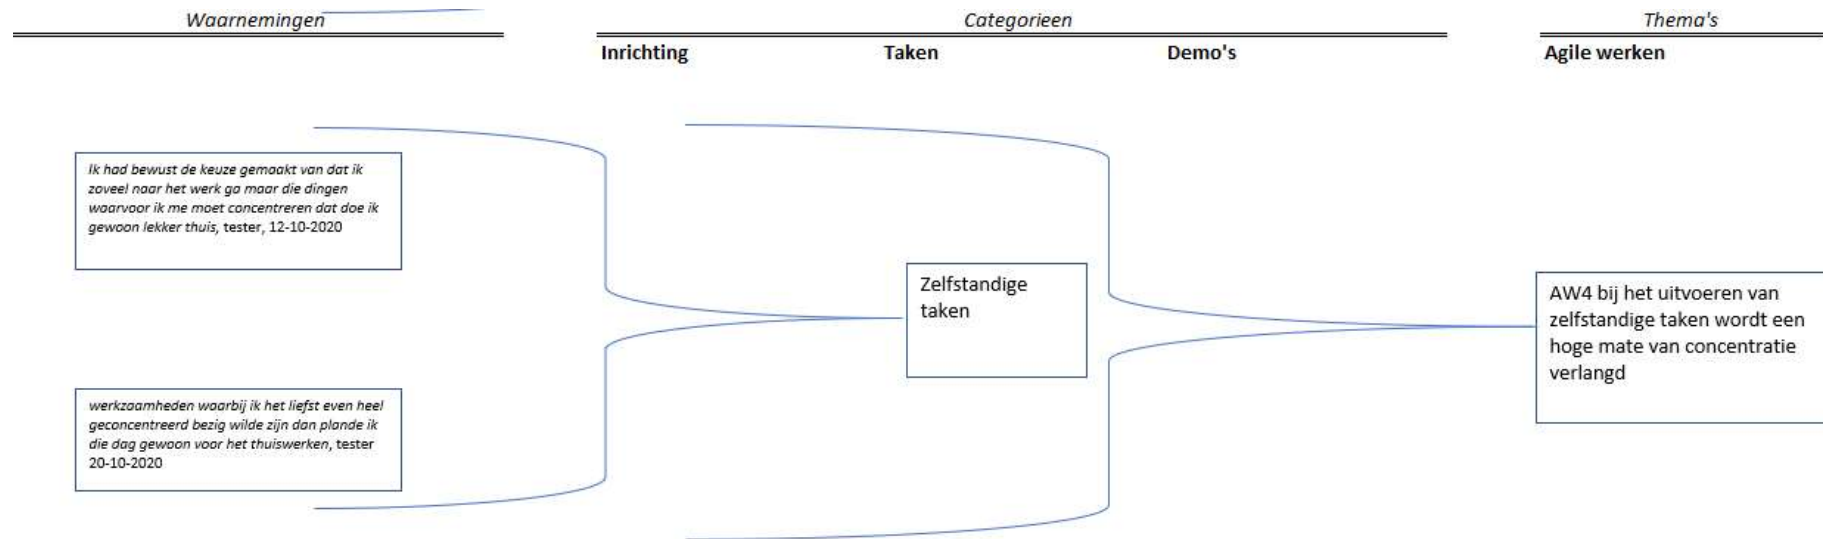 Waarnemingen
Categorieen
Thema's
Inrichting
Taken
Demo's
Agile werken
Ik had bewust de keuze gemaakt van dat ik
zoveel naar het werk ga maar die dingen
waarvoor ik me moet concentreren dat doe ik
gewoon lekker thuis, tester, 12-10-2020
werkzaamheden waarbij ik het liefst even heel
geconcentreerd bezig wilde zijn dan plande ik
die dag gewoon voor het thuiswerken, tester
20-10-2020
Zelfstandige
taken
AW4 bij het uitvoeren van
zelfstandige taken wordt een
hoge mate van concentratie
verlangd